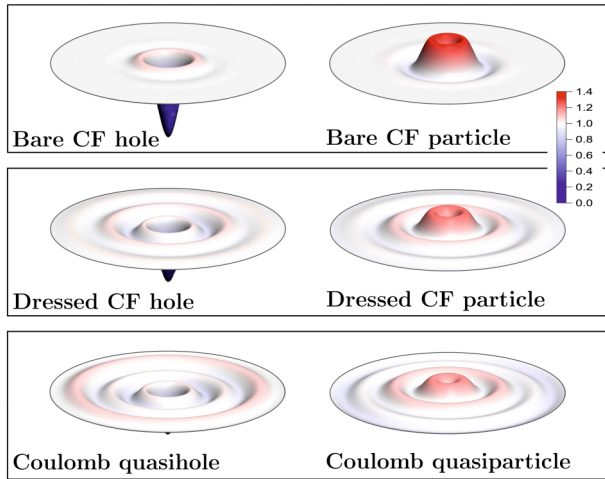 Bare CF hole
Bare CF particle
1.4
1.2
1.0
0.8
0.6
0.4
0.2
0.0
Dressed CF hole
Dressed CF particle
Coulomb quasihole
Coulomb quasiparticle